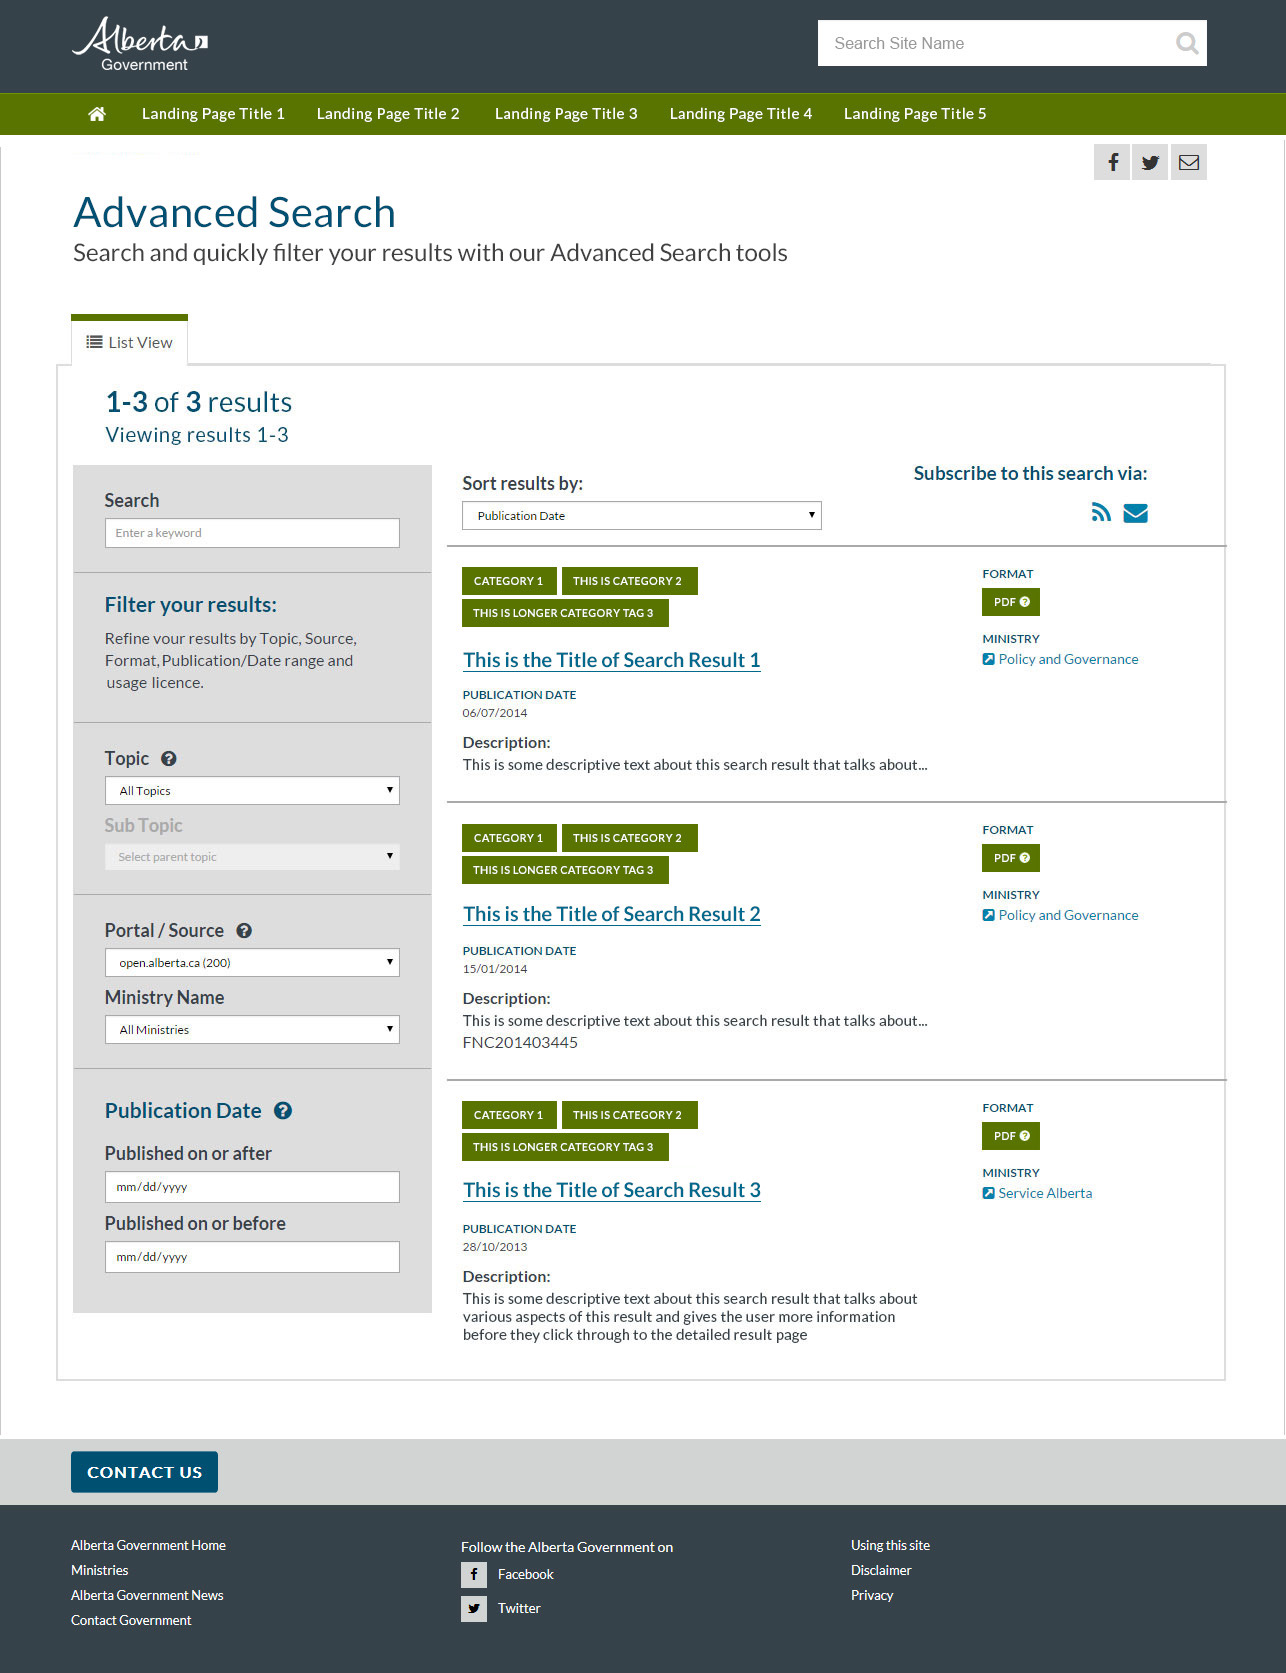 Alberta
Government
Search Site Name
Landing Page Title 1
Landing Page Title 2
Landing Page Title 3
Landing Page Title 4
Landing Page Title 5
Advanced Search
Search and quickly filter your results with our Advanced Search tools
List View
1-3 of 3 results
Viewing results 1-3
Search
Enter a keyword
Filter your results:
Refine your results by Topic, Source,
Format, Publication/Date range and
usage licence.
Topic
All Topics
Sub Topic
Select parent topic
Portal / Source
open.alberta.ca (200)
Ministry Name
All Ministries
Publication Date
Published on or after
mm/dd/yyyy
Published on or before
mm/dd/yyyy
Sort results by:
Publication Date
Subscribe to this search via:
CATEGORY 1
THIS IS CATEGORY 2
THIS IS LONGER CATEGORY TAG 3
This is the Title of Search Result 1
PUBLICATION DATE
06/07/2014
Description:
This is some descriptive text about this search result that talks about...
FORMAT
PDF
MINISTRY
Policy and Governance
CATEGORY 1
THIS IS CATEGORY 2
THIS IS LONGER CATEGORY TAG 3
This is the Title of Search Result 2
PUBLICATION DATE
15/01/2014
Description:
This is some descriptive text about this search result that talks about...
FNC201403445
FORMAT
PDF
MINISTRY
Policy and Governance
CATEGORY 1
THIS IS CATEGORY 2
THIS IS LONGER CATEGORY TAG 3
This is the Title of Search Result 3
PUBLICATION DATE
28/10/2013
Description:
This is some descriptive text about this search result that talks about
various aspects of this result and gives the user more information
before they click through to the detailed result page
FORMAT
PDF
MINISTRY
Service Alberta
CONTACT US
Alberta Government Home
Ministries
Alberta Government News
Contact Government
Follow the Alberta Government on
Facebook
Twitter
Using this site
Disclaimer
Privacy